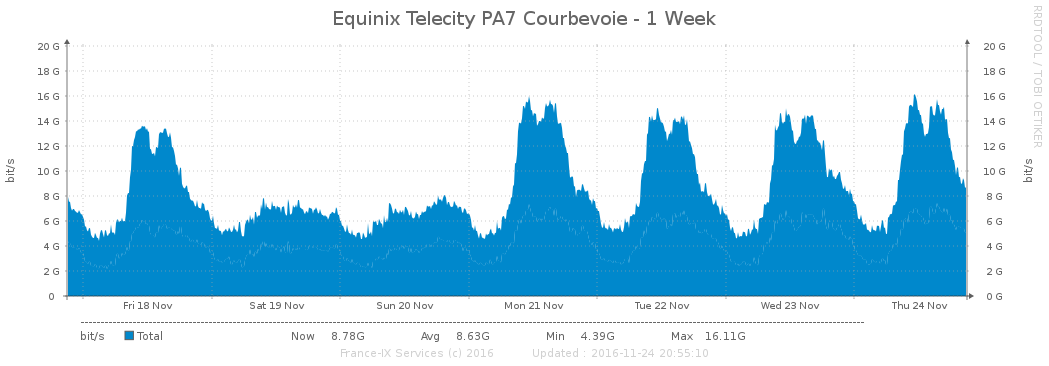 Equinix Telecity PA7 Courbevoie - 1 Week
RRDTOOL / TOBI OETIKER
20 G 20 G
18 G 18 G
16 G 16 G
14 G 14 G
12 G 12 G
10 G 10 G
8 G 8 G
6 G 6 G
4 G 4 G
2 G 2 G
0 0 G
bit/s bit/s
Fri 18 Nov Sat 19 Nov Sun 20 Nov Mon 21 Nov Tue 22 Nov Wed 23 Nov Thu 24 Nov
bit/s Total Now 8.78G Avg 8.63G Min 4.39G Max 16.11G
France-IX Services (c) 2016 Updated : 2016-11-24 20:55:10